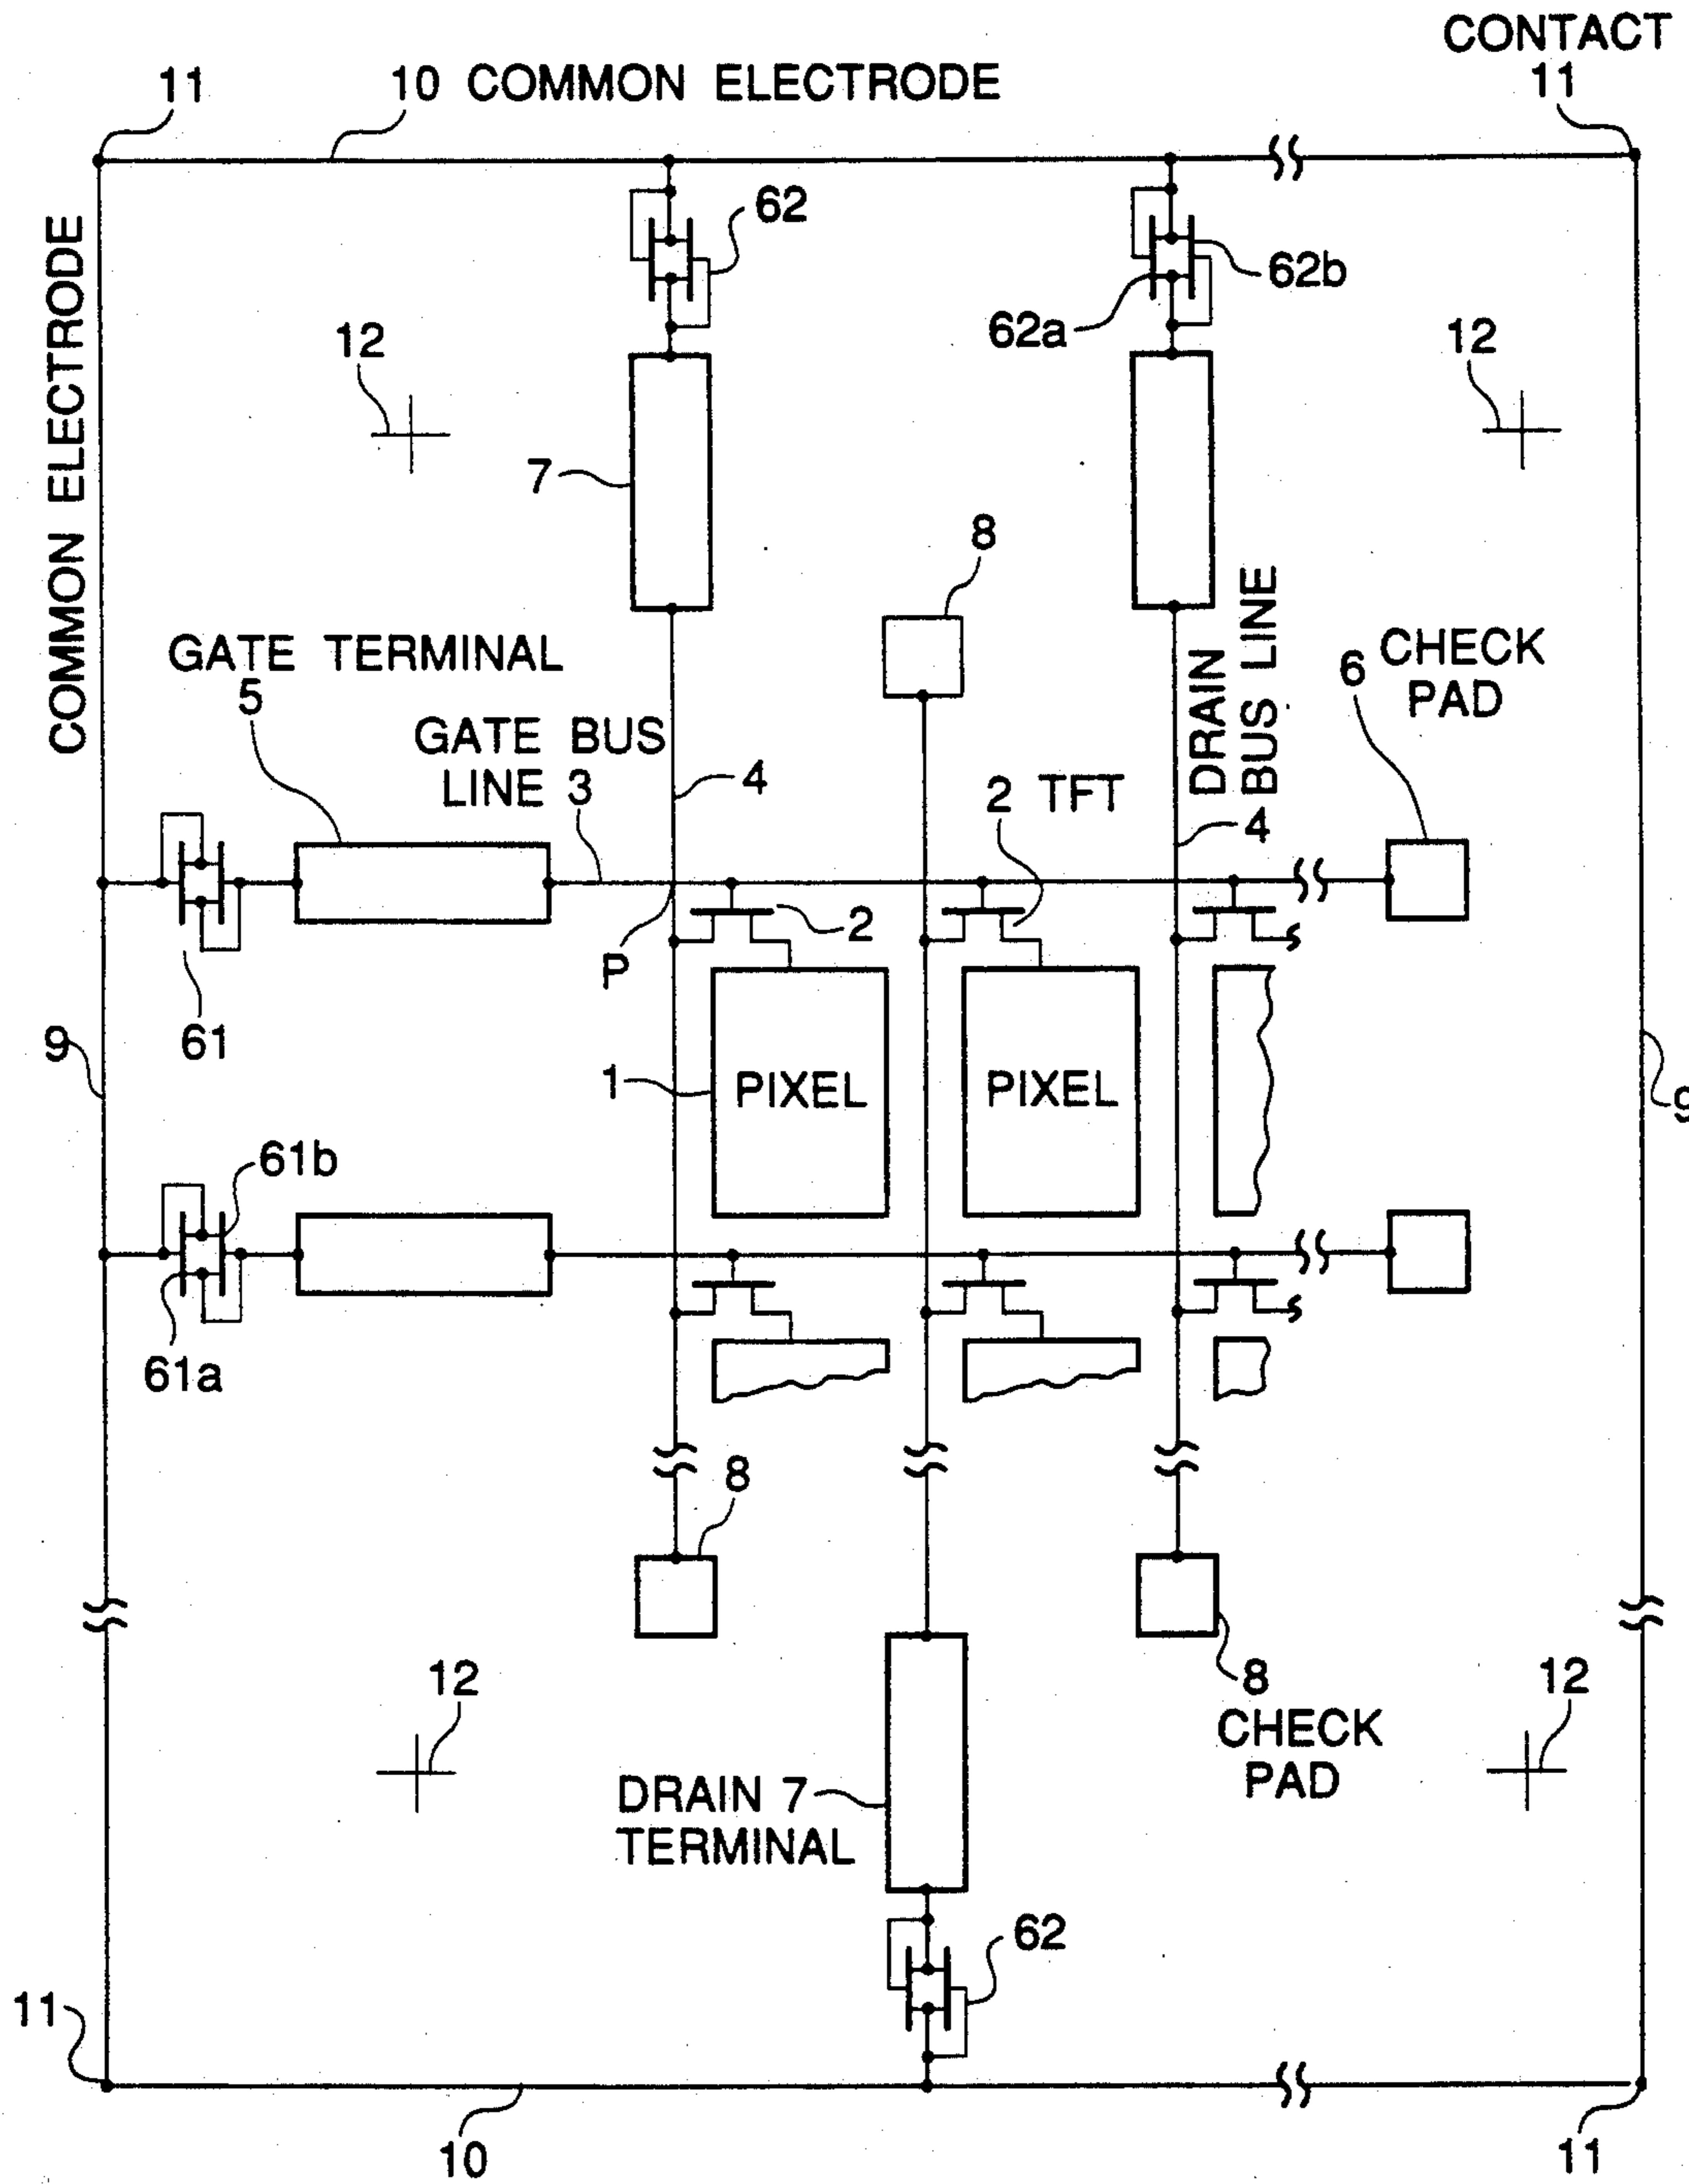 CONTACT
11
10 COMMON ELECTRODE
11
COMMON ELECTRODE
62
62b
62a
12
12
7
8
DRAIN
BUS LINE
GATE TERMINAL
5
6 CHECK
PAD
GATE BUS
LINE 3
4
2 TFT
4
2
P
61
9
1
PIXEL
PIXEL
9
61b
61a
8
12
8
CHECK
PAD
12
DRAIN 7
TERMINAL
62
11
10
11